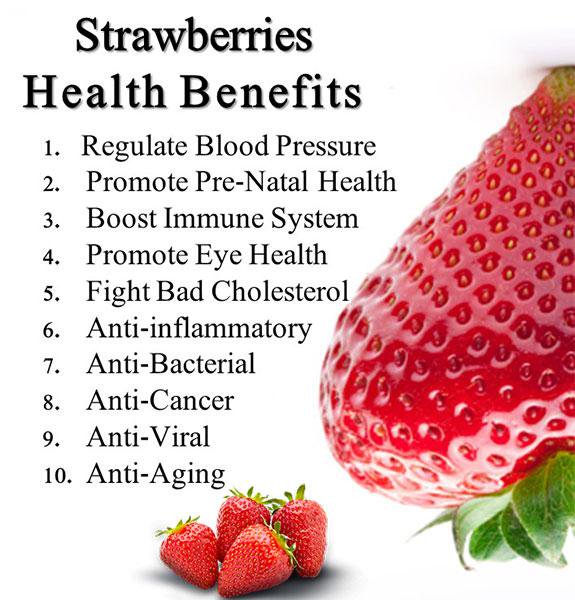 Strawberries
Health Benefits
1. Regulate Blood Pressure
2. Promote Pre-Natal Health
3. Boost Immune System
4. Promote Eye Health
5. Fight Bad Cholesterol
6. Anti-inflammatory
7. Anti-Bacterial
8. Anti-Cancer
9. Anti-Viral
10. Anti-Aging